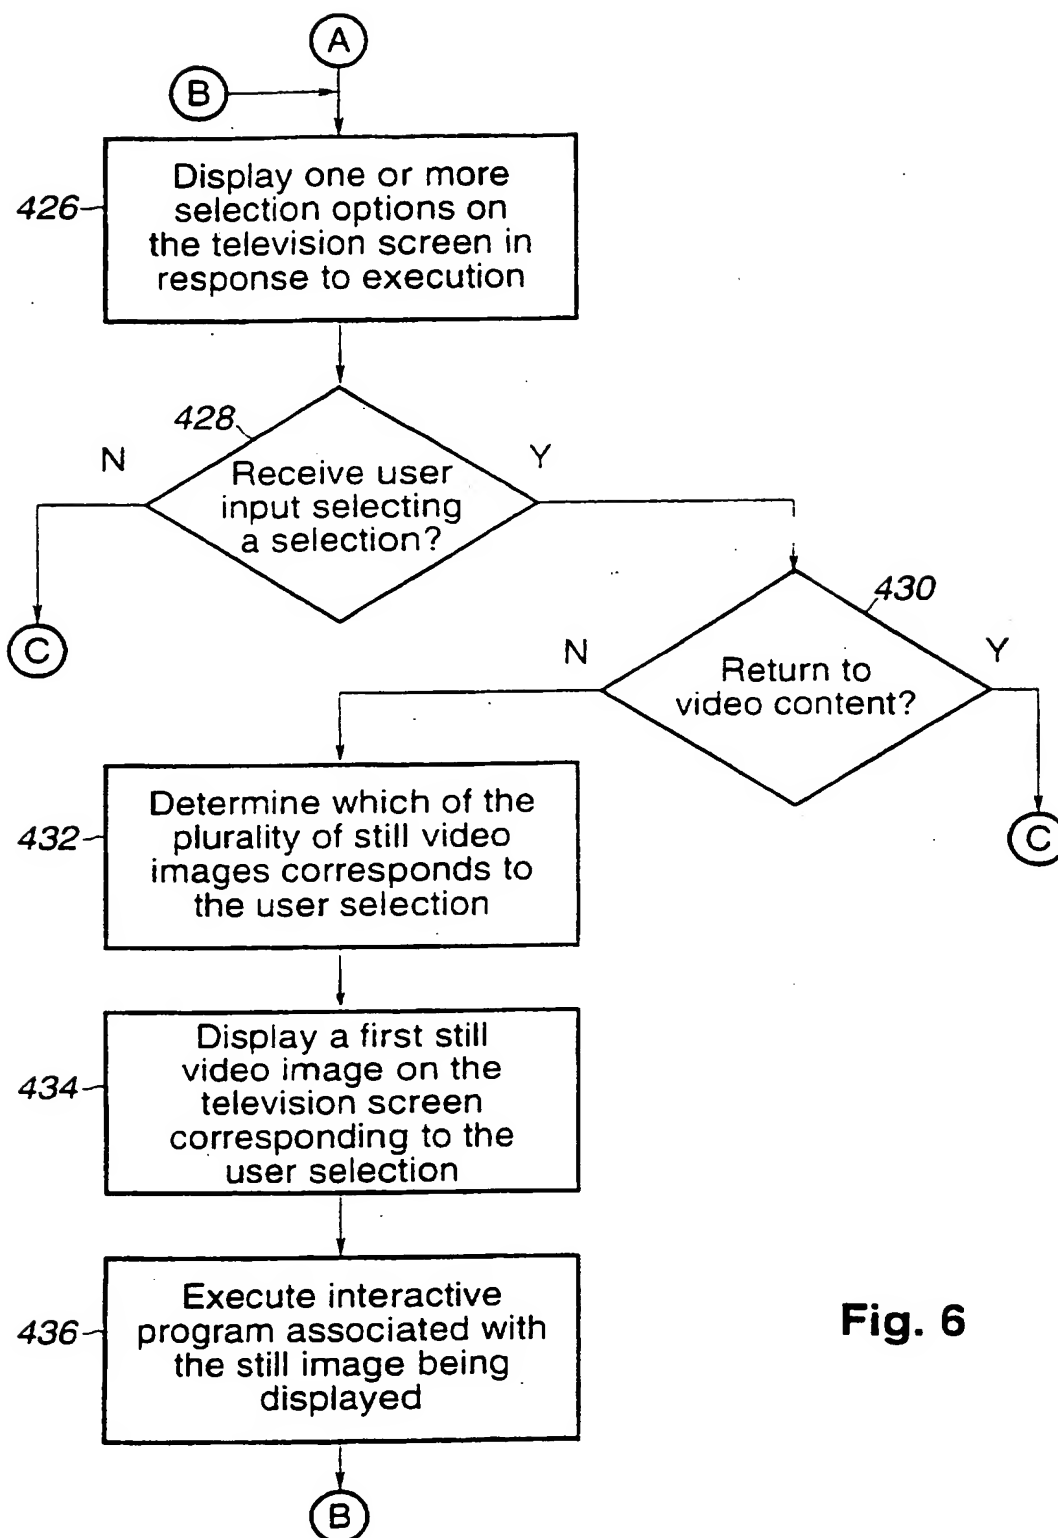 A
B
426
Display one or more
selection options on
the television screen in
response to execution
428
N
Y
Receive user
input selecting
a selection?
430
C
N
Y
Return to
video content?
432
Determine which of the
plurality of still video
images corresponds to
the user selection
C
434
Display a first still
video image on the
television screen
corresponding to the
user selection
436
Execute interactive
program associated with
the still image being
displayed
Fig. 6
B